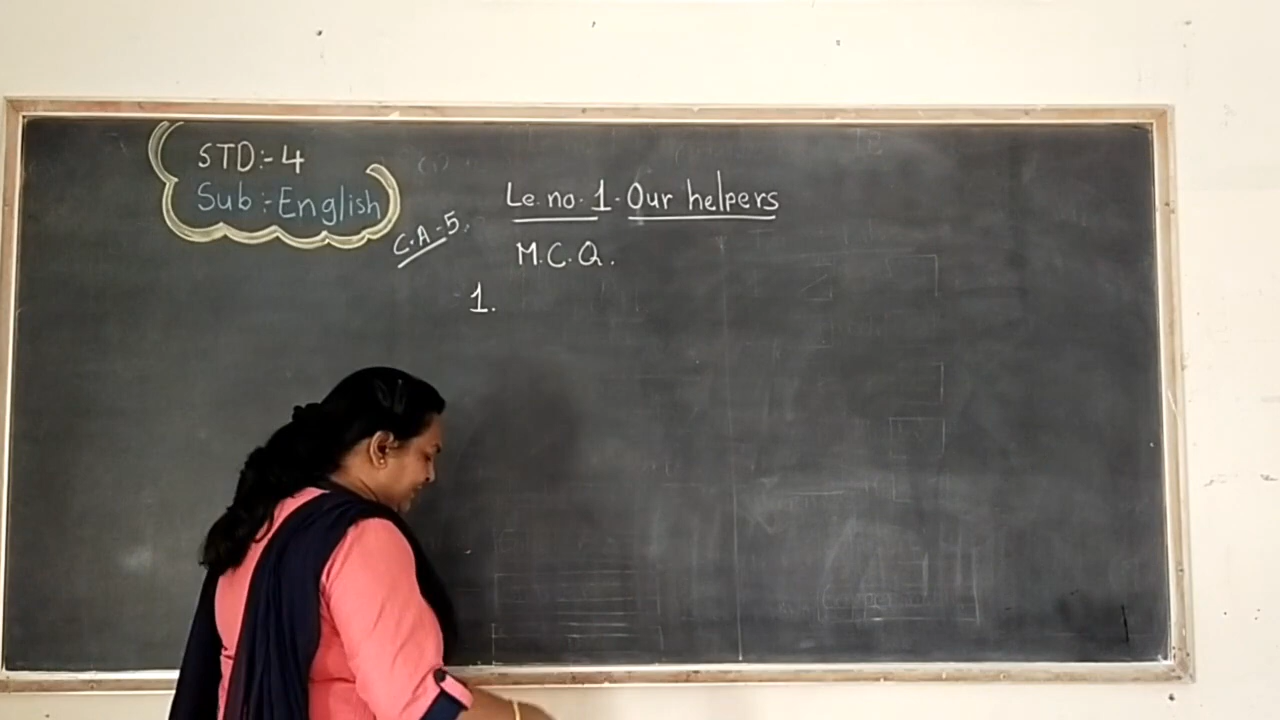 STD:- 4
Sub:- English
C.A-5.
Le. no. 1. Our helpers
M.C.Q.
1.